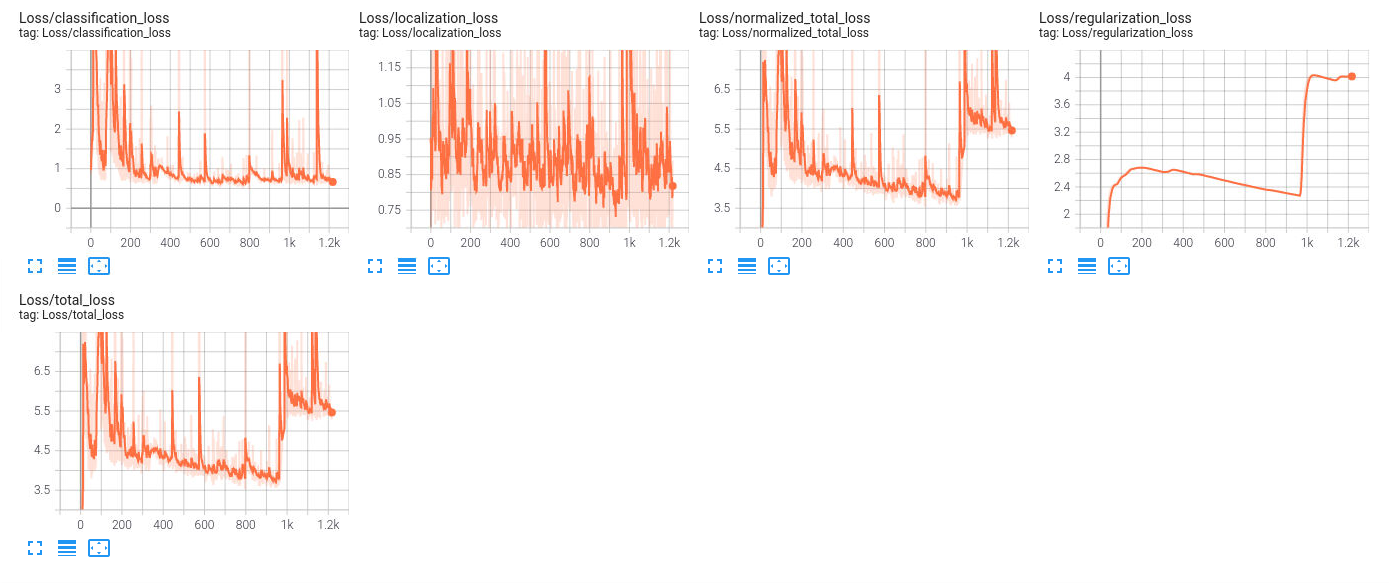 Loss/classification_loss
tag: Loss/classification_loss
3
2
1
0
0 200 400 600 800 1k 1.2k
Loss/localization_loss
tag: Loss/localization_loss
1.15
1.05
0.95
0.85
0.75
0 200 400 600 800 1k 1.2k
Loss/normalized_total_loss
tag: Loss/normalized_total_loss
6.5
5.5
4.5
3.5
0 200 400 600 800 1k 1.2k
Loss/regularization_loss
tag: Loss/regularization_loss
4
3.6
3.2
2.8
2.4
2
0 200 400 600 800 1k 1.2k
Loss/total_loss
tag: Loss/total_loss
6.5
5.5
4.5
3.5
0 200 400 600 800 1k 1.2k